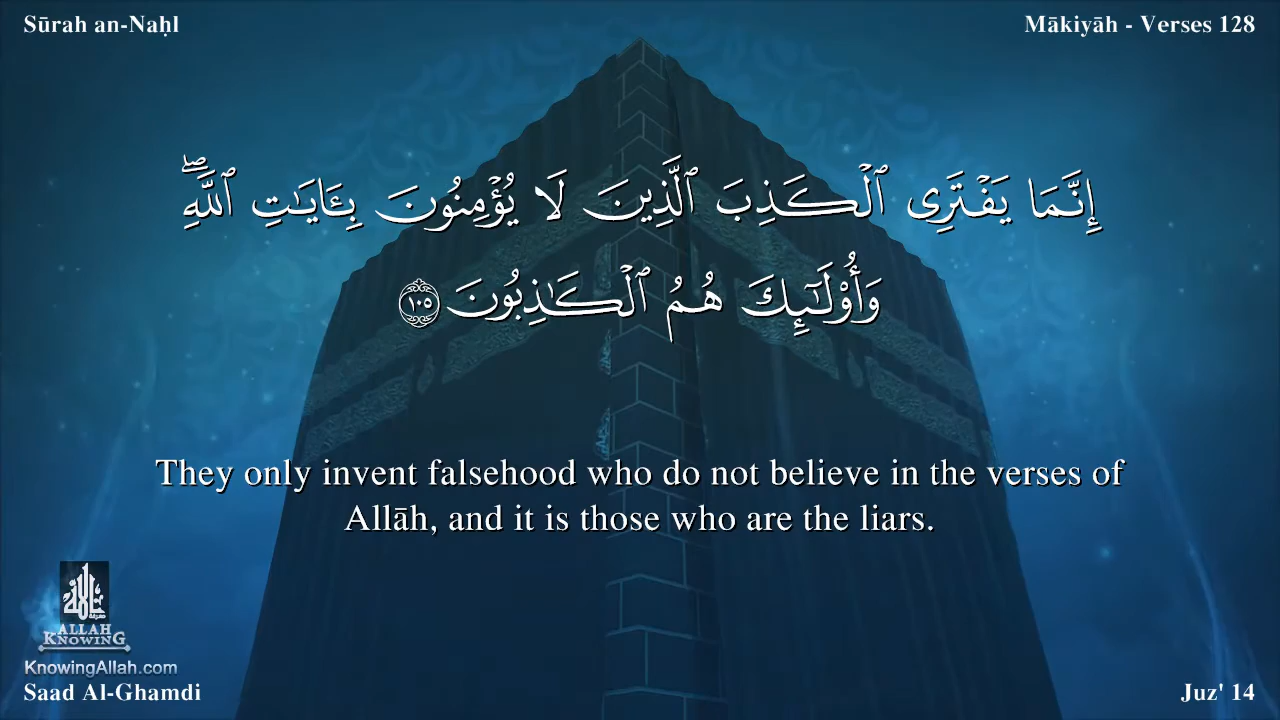 Sūrah an-Naḥl
Mākiyāh - Verses 128
إِنَّمَا يَفْتَرِى ٱلْكَذِبَ ٱلَّذِينَ لَا يُؤْمِنُونَ بِـَٔايَـٰتِ ٱللَّهِ ۖ
وَأُو۟لَـٰٓئِكَ هُمُ ٱلْكَـٰذِبُونَ ١٠٥
They only invent falsehood who do not believe in the verses of
Allāh, and it is those who are the liars.
ALLAH
KNOWING
KnowingAllah.com
Saad Al-Ghamdi
Juz' 14